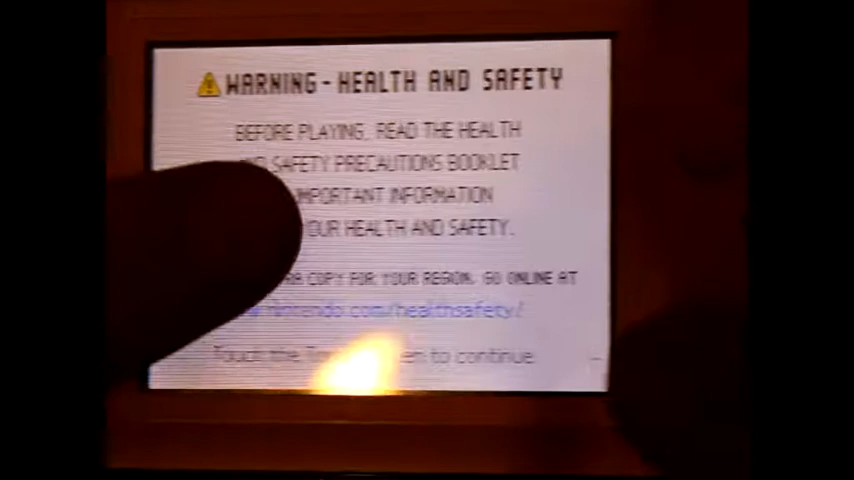 WARNING - HEALTH AND SAFETY
BEFORE PLAYING, READ THE HEALTH
SAFETY PRECAUTIONS BOOKLET
IMPORTANT INFORMATION
YOUR HEALTH AND SAFETY.
COPY FOR YOUR REGION, GO ONLINE AT
nintendo.com/healthsafety/
Touch the to continue